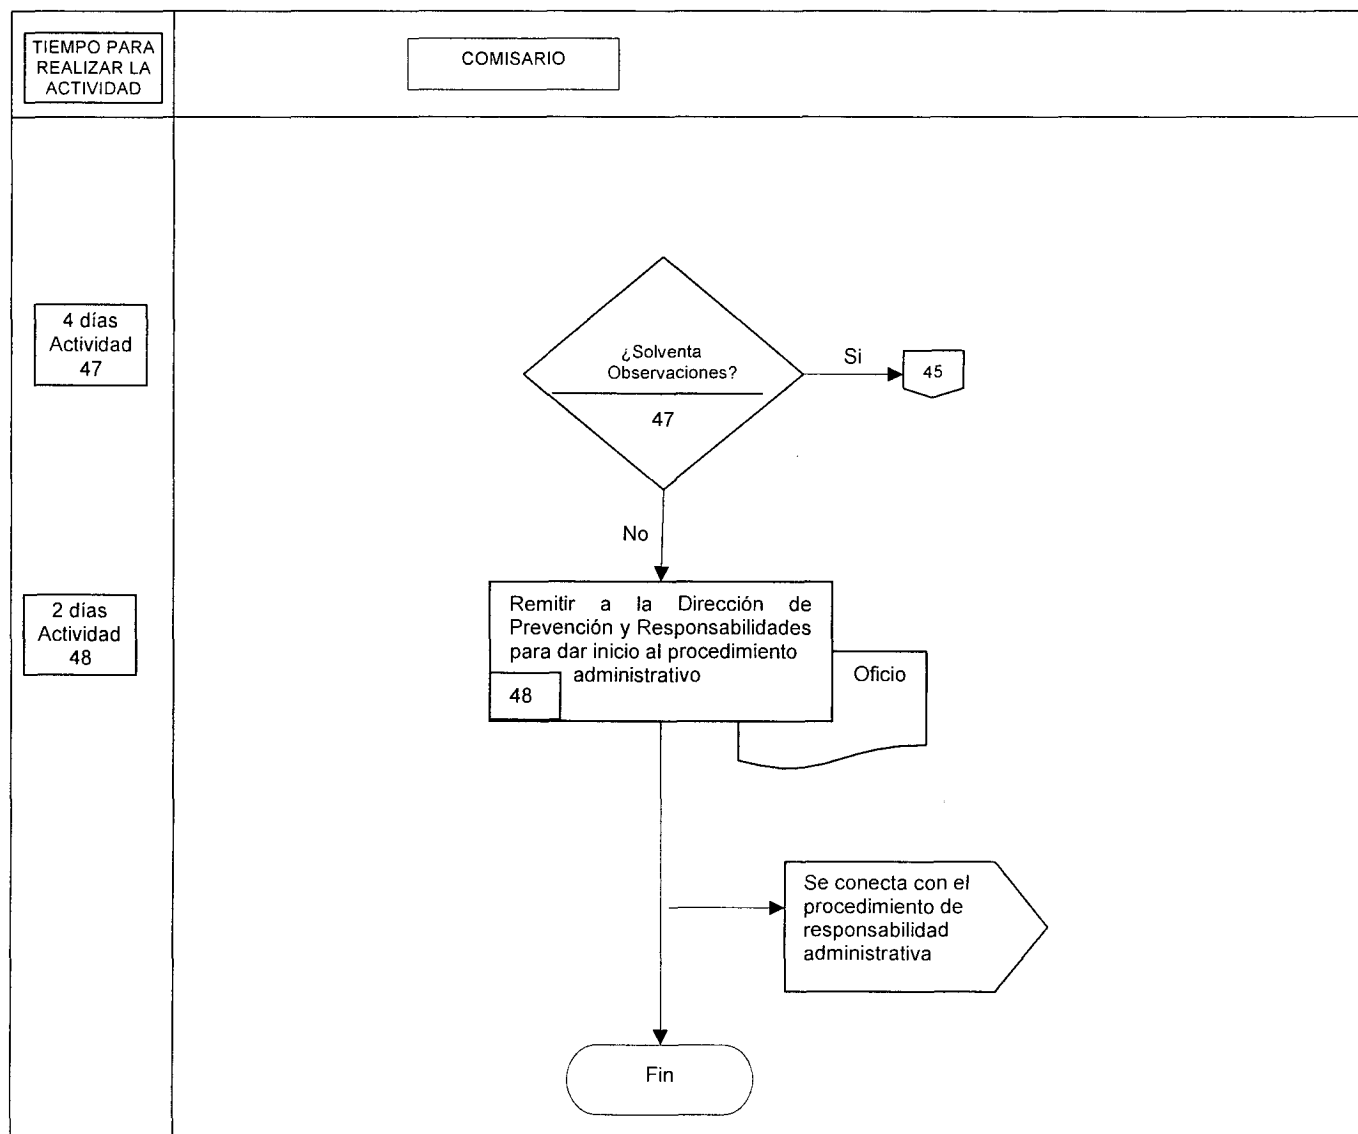 TIEMPO PARA
REALIZAR LA
ACTIVIDAD
COMISARIO
4 días
Actividad
47
¿Solventa
Observaciones?
47
Si
45
No
2 días
Actividad
48
Remitir a la Dirección de
Prevención y Responsabilidades
para dar inicio al procedimiento
administrativo
48
Oficio
Se conecta con el
procedimiento de
responsabilidad
administrativa
Fin